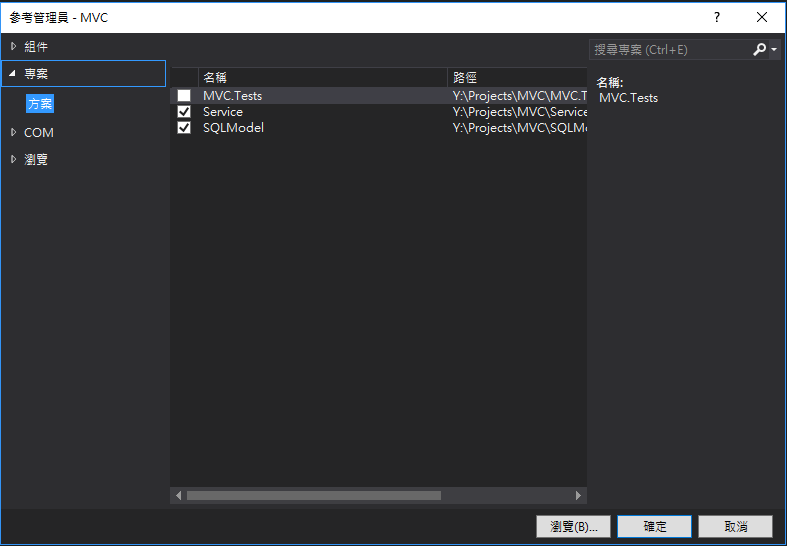 參考管理員 - MVC
?
組件
專案
方案
COM
瀏覽
名稱 路徑
MVC.Tests Y:\Projects\MVC\MVC.T
Service Y:\Projects\MVC\Service
SQLModel Y:\Projects\MVC\SQLM
搜尋專案 (Ctrl+E)
名稱:
MVC.Tests
瀏覽(B)... 確定 取消